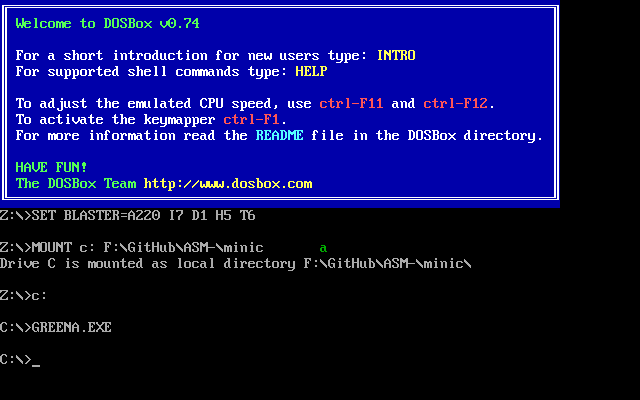 Welcome to DOSBox v0.74
For a short introduction for new users type: INTRO
For supported shell commands type: HELP
To adjust the emulated CPU speed, use ctrl-F11 and ctrl-F12.
To activate the keymapper ctrl-F1.
For more information read the README file in the DOSBox directory.
HAVE FUN!
The DOSBox Team http://www.dosbox.com
Z:\>SET BLASTER=A220 I7 D1 H5 T6
Z:\>MOUNT c: F:\GitHub\ASM-\minic a
Drive C is mounted as local directory F:\GitHub\ASM-\minic\
Z:\>c:
C:\>GREENA.EXE
C:\>_